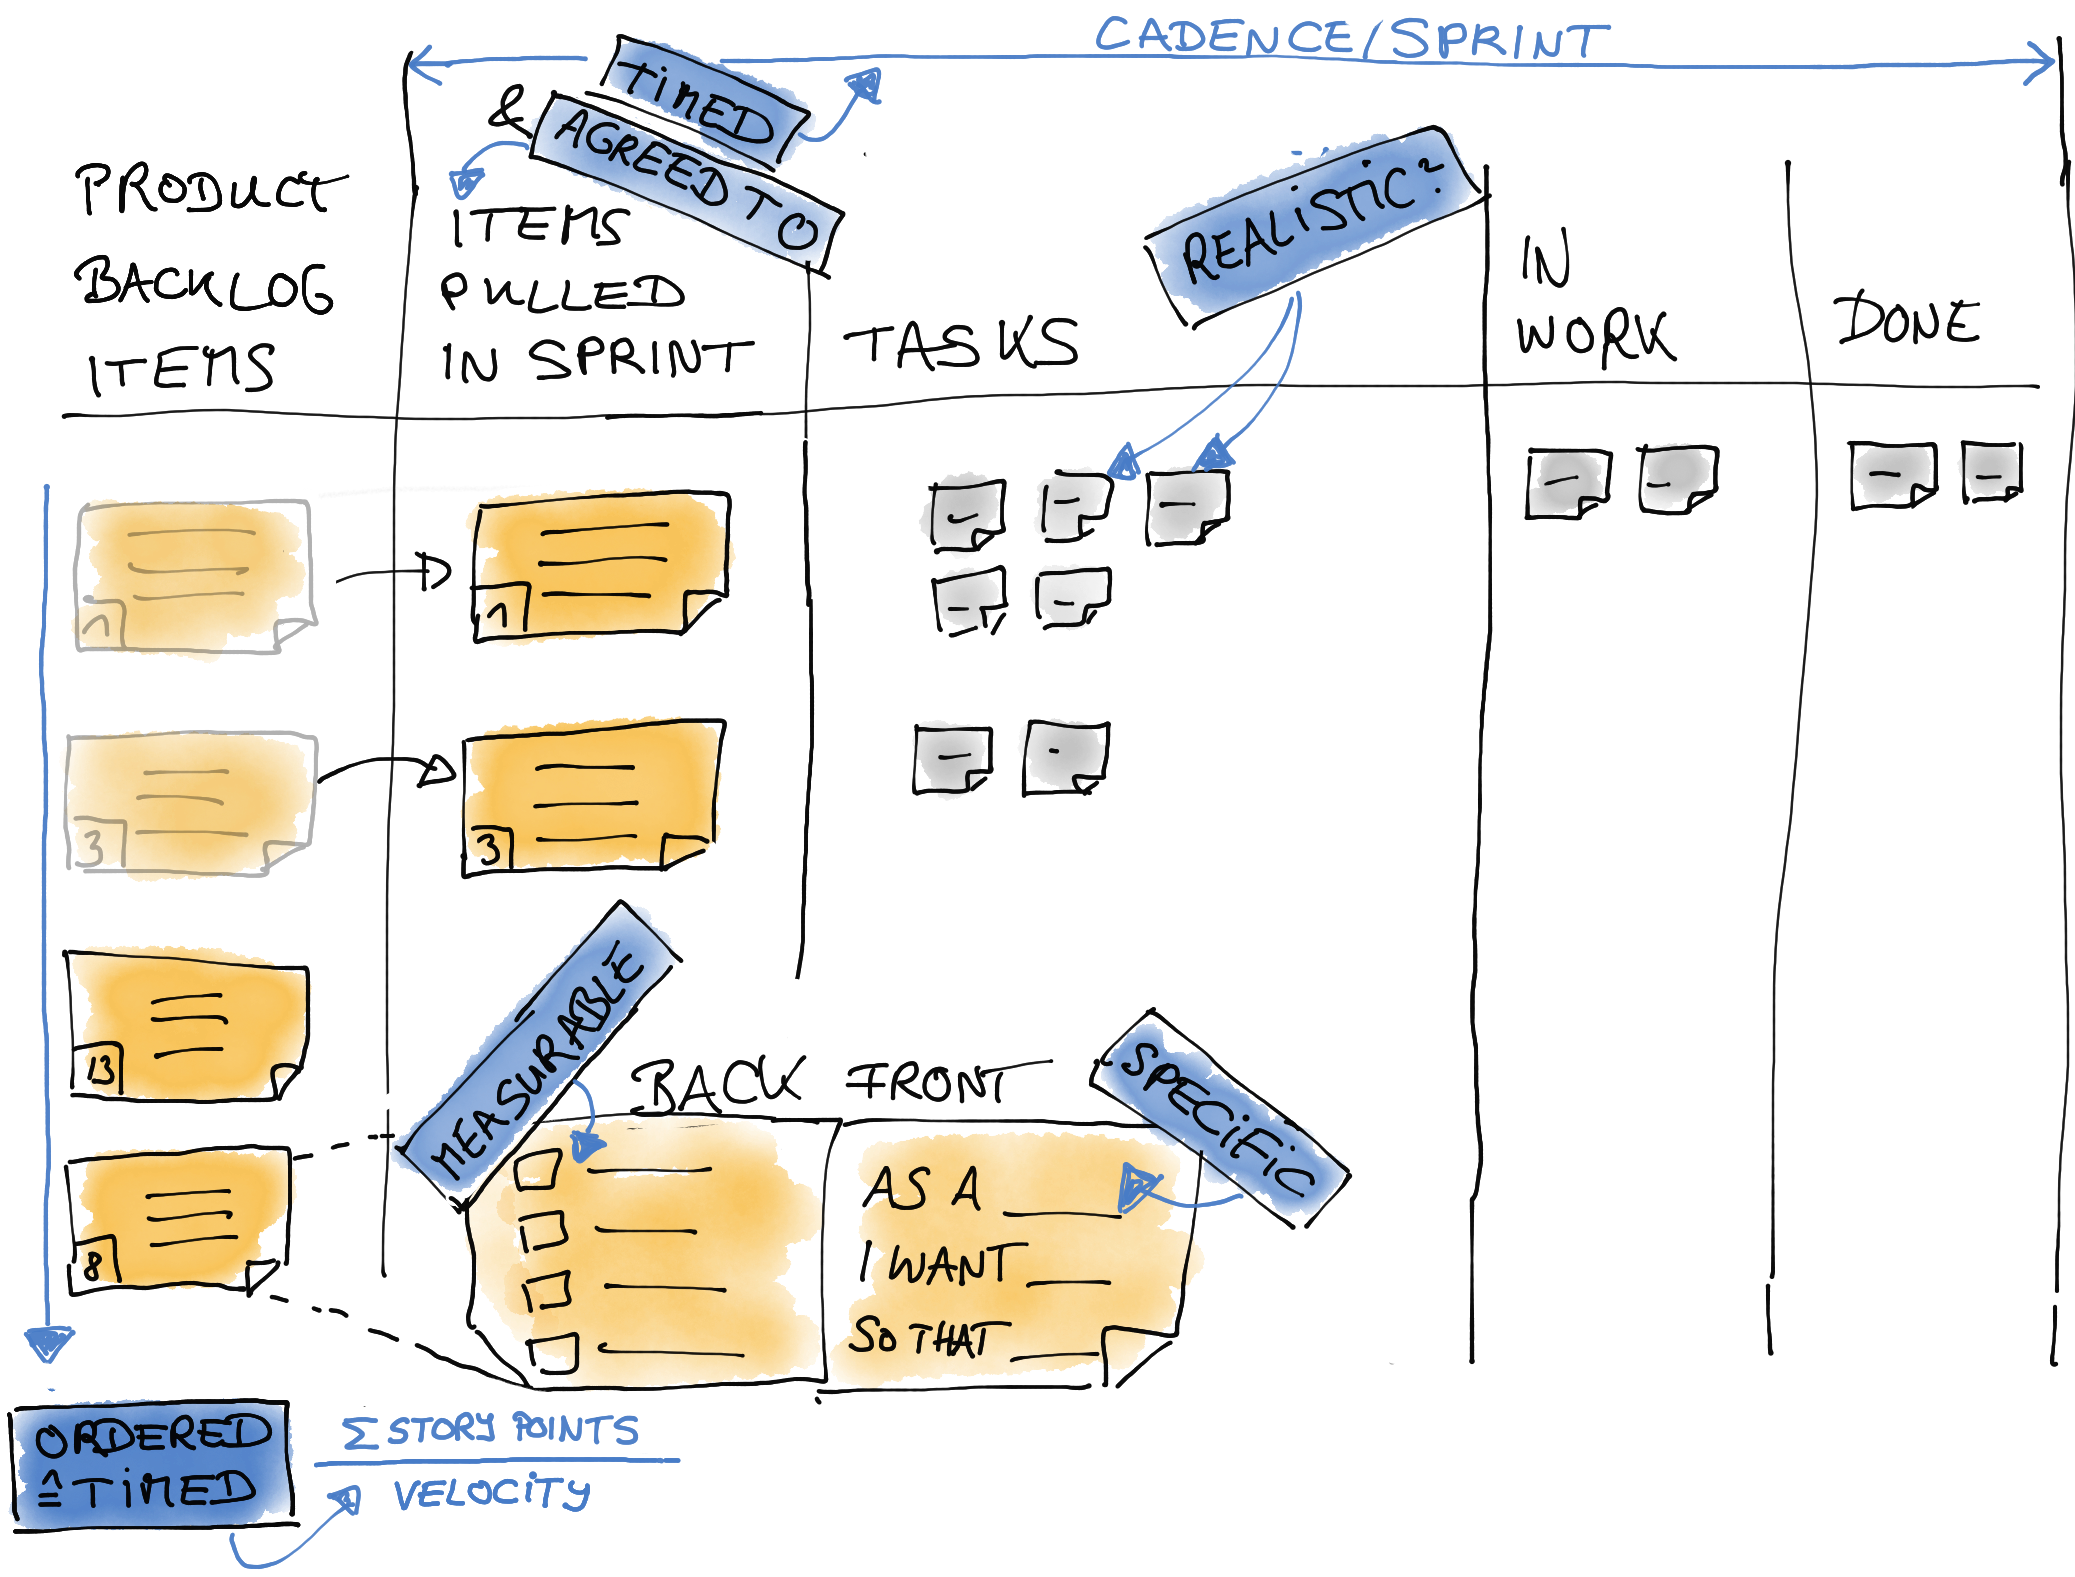 CADENCE/SPRINT
TiMED
& AGREED TO
REALiSTiC?
PRODUCT
BACKLOG
ITEMS
ITEMS
PULLED
IN SPRINT
TASKS
IN
WORK
DONE
1
1
3
3
13
8
MEASURABLE
BACK
FRONT
SPECiFiC
AS A
I WANT
SO THAT
ORDERED
≙ TiMED
Σ STORY POINTS
VELOCiTY